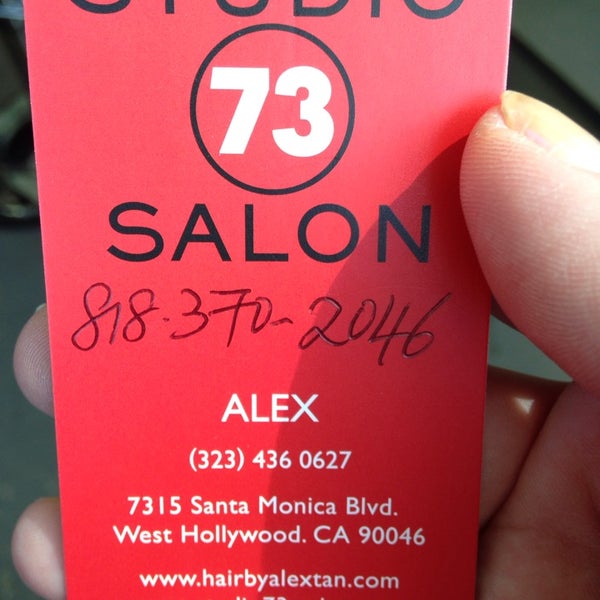 STUDIO
73
SALON
818-370-2046
ALEX
(323) 436 0627
7315 Santa Monica Blvd.
West Hollywood. CA 90046
www.hairbyalextan.com